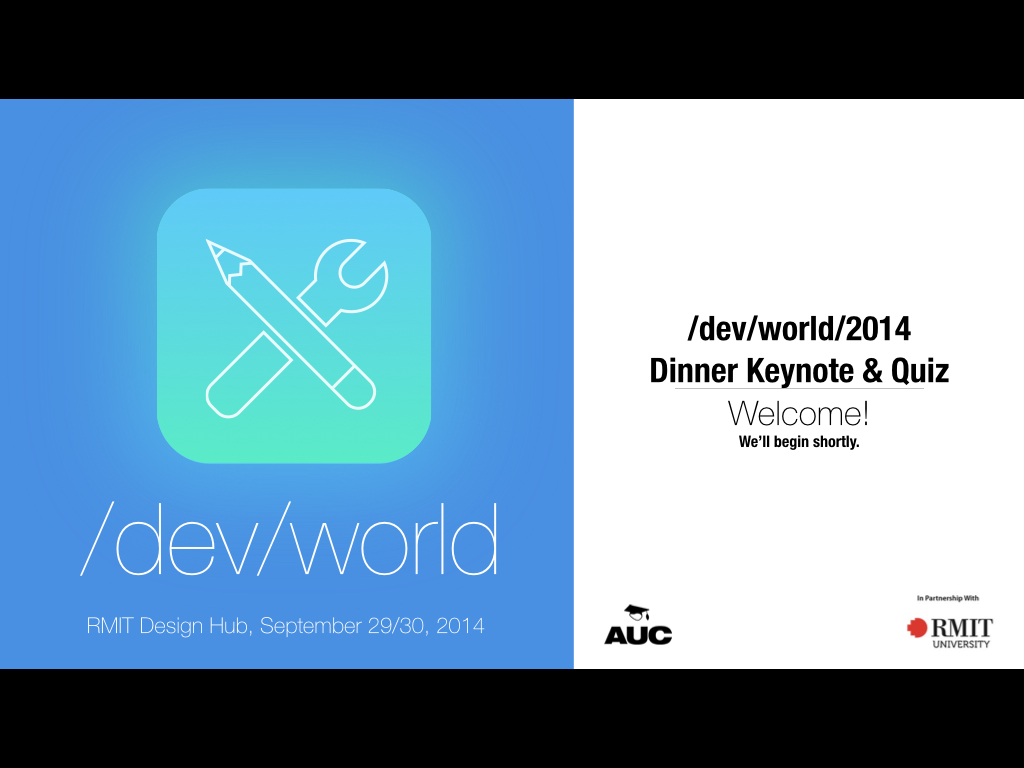 /dev/world
RMIT Design Hub, September 29/30, 2014
/dev/world/2014
Dinner Keynote & Quiz
Welcome!
We’ll begin shortly.
AUC
In Partnership With
RMIT
UNIVERSITY